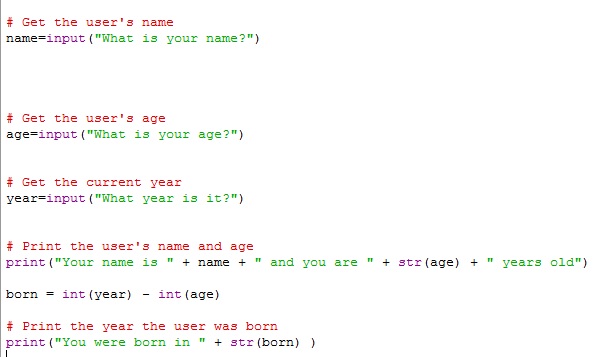 # Get the user's name
name=input("What is your name?")
# Get the user's age
age=input("What is your age?")
# Get the current year
year=input("What year is it?")
# Print the user's name and age
print("Your name is " + name + " and you are " + str(age) + " years old")
born = int(year) - int(age)
# Print the year the user was born
print("You were born in " + str(born) )